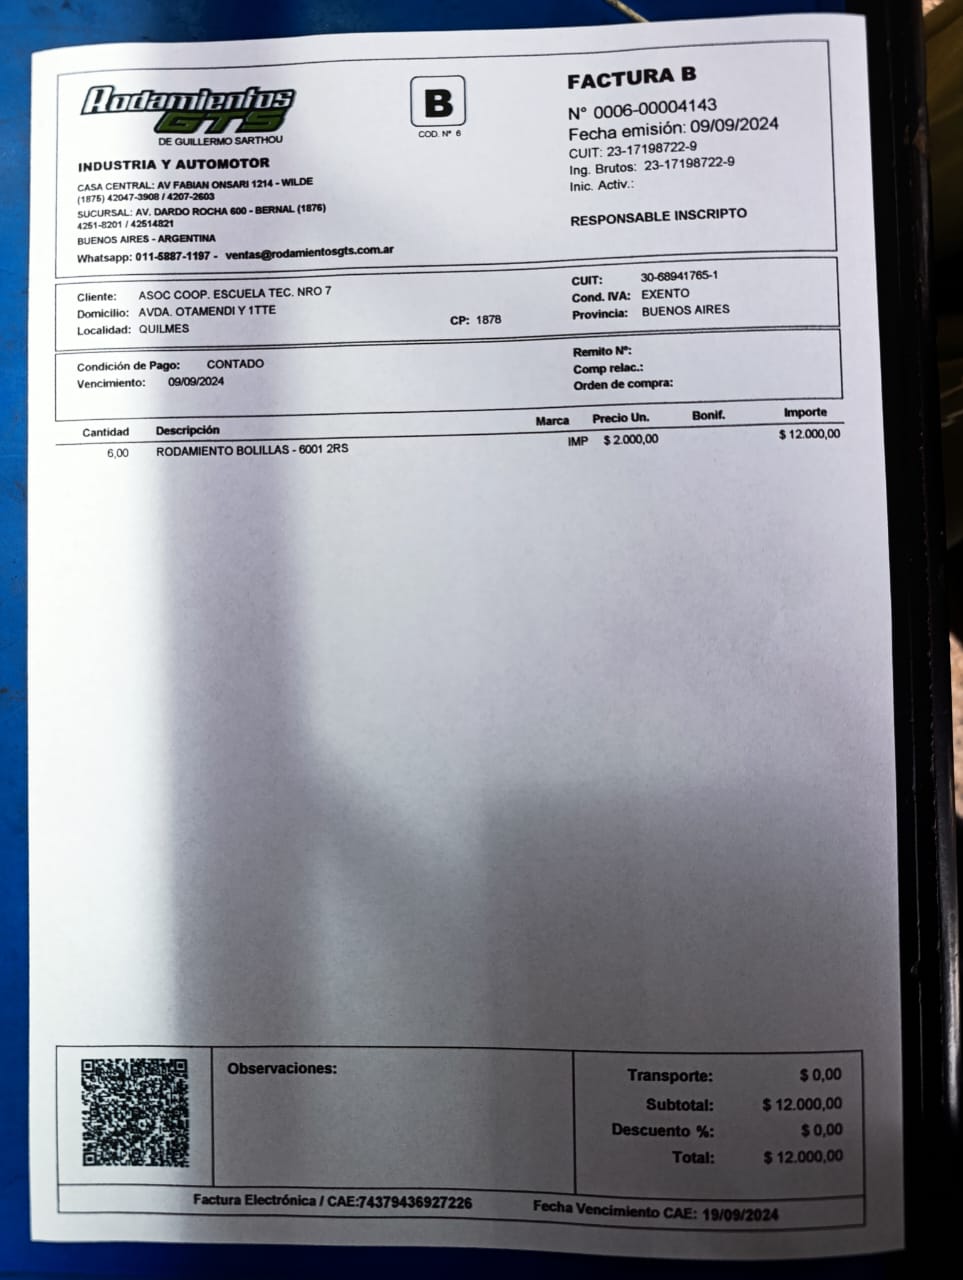 Rodamientos
GTS
DE GUILLERMO SARTHOU
INDUSTRIA Y AUTOMOTOR
CASA CENTRAL: AV FABIAN ONSARI 1214 - WILDE
(1875) 42047-3908 / 4207-2603
SUCURSAL: AV. DARDO ROCHA 600 - BERNAL (1876)
4251-8201 / 42514821
BUENOS AIRES - ARGENTINA
Whatsapp: 011-5887-1197 - ventas@rodamientosgts.com.ar
B
COD. Nº 6
FACTURA B
N° 0006-00004143
Fecha emisión: 09/09/2024
CUIT: 23-17198722-9
Ing. Brutos: 23-17198722-9
Inic. Activ.:
RESPONSABLE INSCRIPTO
Cliente: ASOC COOP. ESCUELA TEC. NRO 7
Domicilio: AVDA. OTAMENDI Y 1TTE
Localidad: QUILMES
CP: 1878
CUIT: 30-68941765-1
Cond. IVA: EXENTO
Provincia: BUENOS AIRES
Condición de Pago: CONTADO
Vencimiento: 09/09/2024
Remito Nº:
Comp relac.:
Orden de compra:
Cantidad Descripción Marca Precio Un. Bonif. Importe
6,00 RODAMIENTO BOLILLAS - 6001 2RS IMP $ 2.000,00 $ 12.000,00
Observaciones:
Transporte: $ 0,00
Subtotal: $ 12.000,00
Descuento %: $ 0,00
Total: $ 12.000,00
Factura Electrónica / CAE:74379436927226 Fecha Vencimiento CAE: 19/09/2024